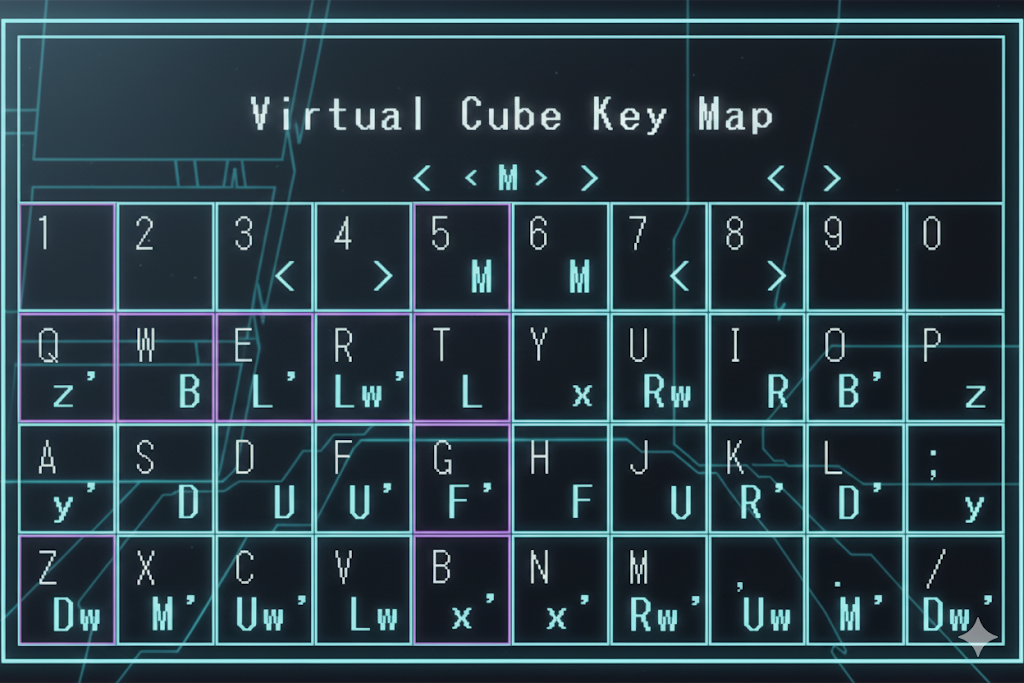 Virtual Cube Key Map
< < M > > < >
1 2 3 4 5 6 7 8 9 0
< > M M < >
Q W E R T Y U I O P
z’ B L’ Lw’ L x Rw R B’ z
A S D F G H J K L ;
y’ D U U’ F’ F U R’ D’ y
Z X C V B N M , . /
Dw M’ Uw’ Lw x’ x’ Rw’ Uw M’ Dw’